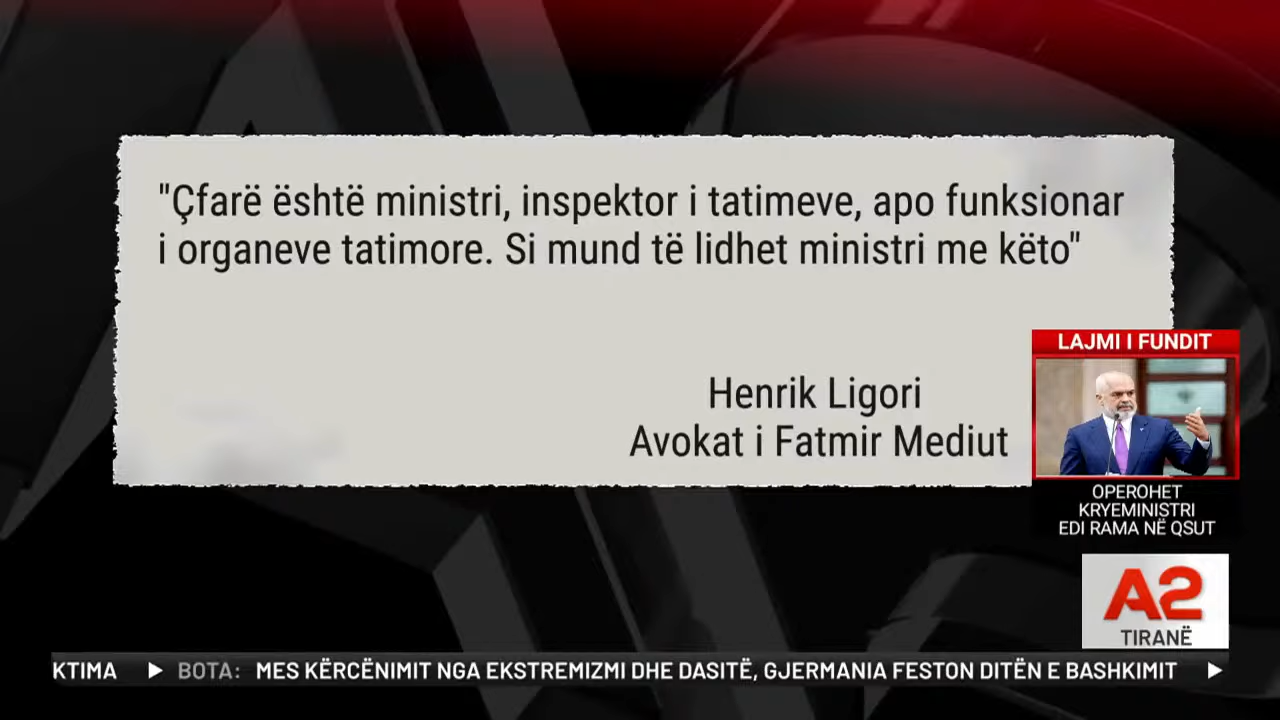 "Çfarë është ministri, inspektor i tatimeve, apo funksionar
i organeve tatimore. Si mund të lidhet ministri me këto"
Henrik Ligori
Avokat i Fatmir Mediut
LAJMI I FUNDIT
OPEROHET
KRYEMINISTRI
EDI RAMA NË QSUT
A2
TIRANË
KTIMA BOTA: MES KËRCËNIMIT NGA EKSTREMIZMI DHE DASITË, GJERMANIA FESTON DITËN E BASHKIMIT